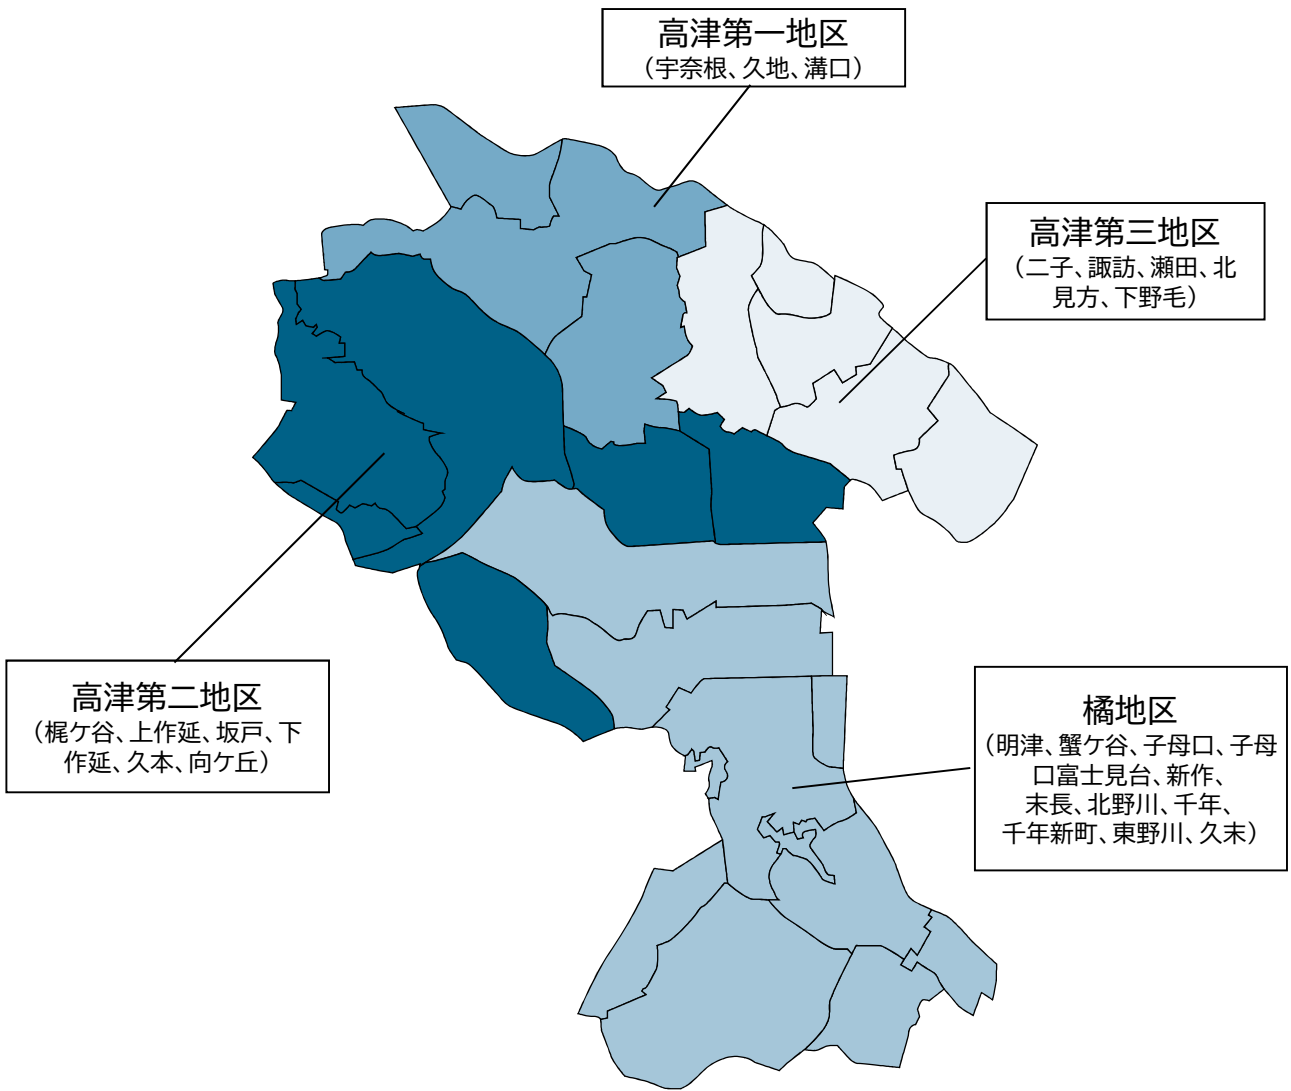 高津第一地区
（宇奈根、久地、溝口）
高津第三地区
（二子、諏訪、瀬田、北
見方、下野毛）
高津第二地区
（梶ケ谷、上作延、坂戸、下
作延、久本、向ケ丘）
橘地区
（明津、蟹ケ谷、子母口、子母
口富士見台、新作、
末長、北野川、千年、
千年新町、東野川、久末）